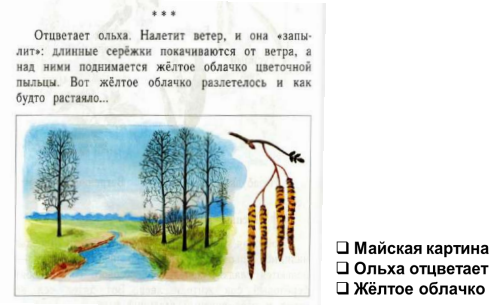 * * *
Отцветает ольха. Налетит ветер, и она «запы-
лит»: длинные серёжки покачиваются от ветра, а
над ними поднимается жёлтое облачко цветочной
пыльцы. Вот жёлтое облачко разлетелось и как
будто растаяло...
❑ Майская картина
❑ Ольха отцветает
❑ Жёлтое облачко